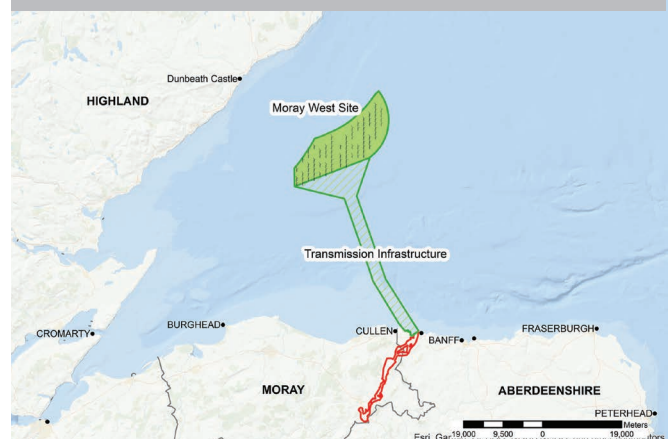 Dunbeath Castle
HIGHLAND
Moray West Site
Transmission Infrastructure
CROMARTY
BURGHEAD
CULLEN
BANFF
FRASERBURGH
MORAY
ABERDEENSHIRE
PETERHEAD
Meters
19,000 9,500 0 19,000
Esri,